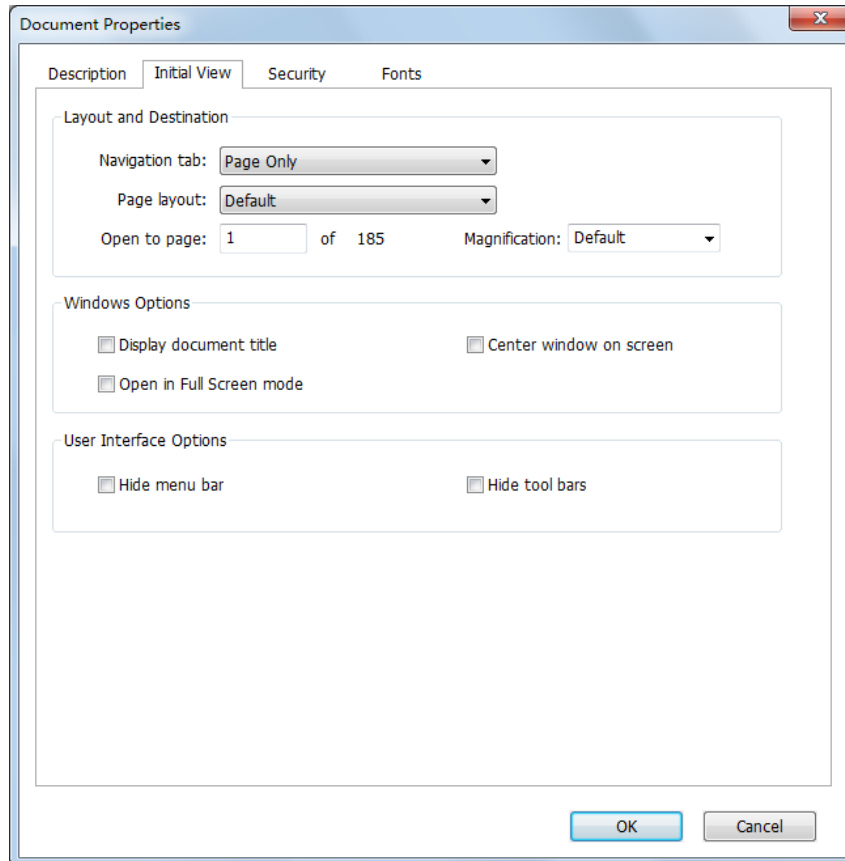 Document Properties
Description Initial View Security Fonts
Layout and Destination
Navigation tab: Page Only
Page layout: Default
Open to page: 1 of 185 Magnification: Default
Windows Options
Display document title Center window on screen
Open in Full Screen mode
User Interface Options
Hide menu bar Hide tool bars
OK Cancel